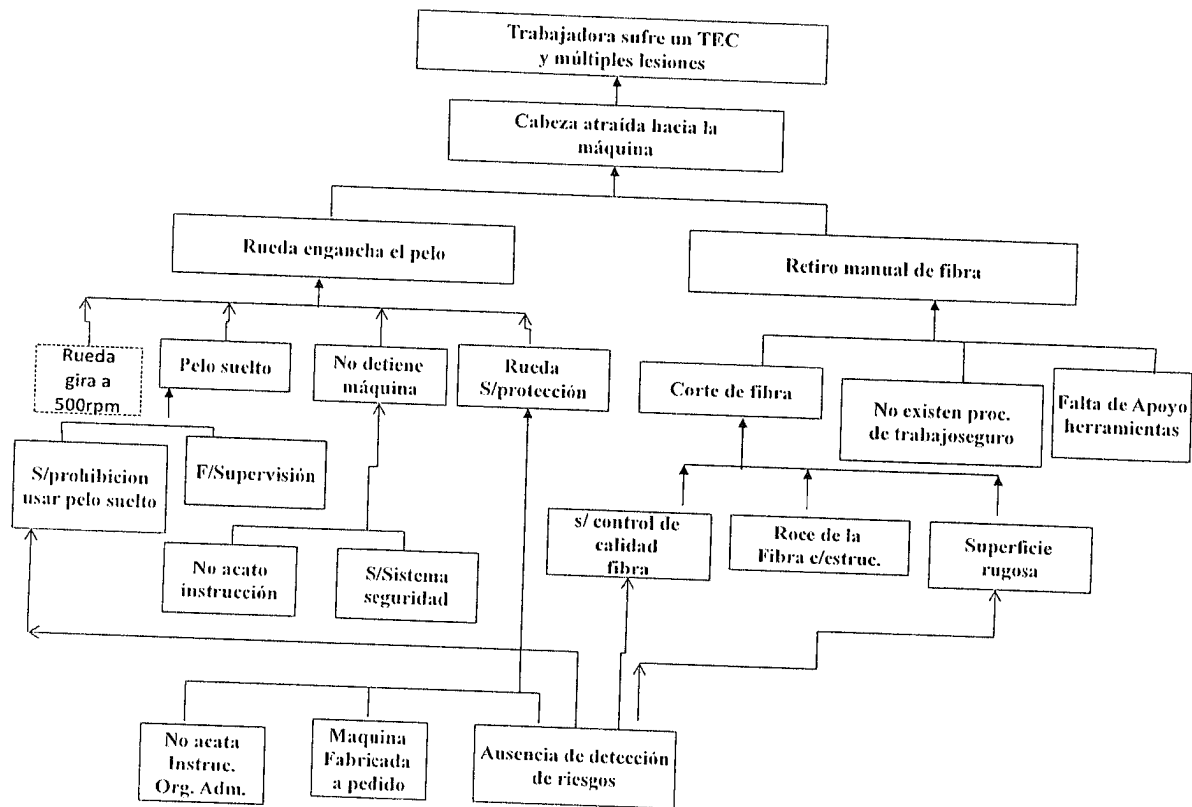 Trabajadora sufre un TEC
y múltiples lesiones
Cabeza atraída hacia la
máquina
Rueda engancha el pelo
Retiro manual de fibra
Rueda
gira a
500rpm
Pelo suelto
No detiene
máquina
Rueda
S/protección
Corte de fibra
No existen proc.
de trabajoseguro
Falta de Apoyo
herramientas
S/prohibicion
usar pelo suelto
F/Supervisión
s/ control de
calidad
fibra
Roce de la
Fibra c/estruc.
Superficie
rugosa
No acato
instrucción
S/Sistema
seguridad
No acata
Instruc.
Org. Adm.
Maquina
Fabricada
a pedido
Ausencia de detección
de riesgos